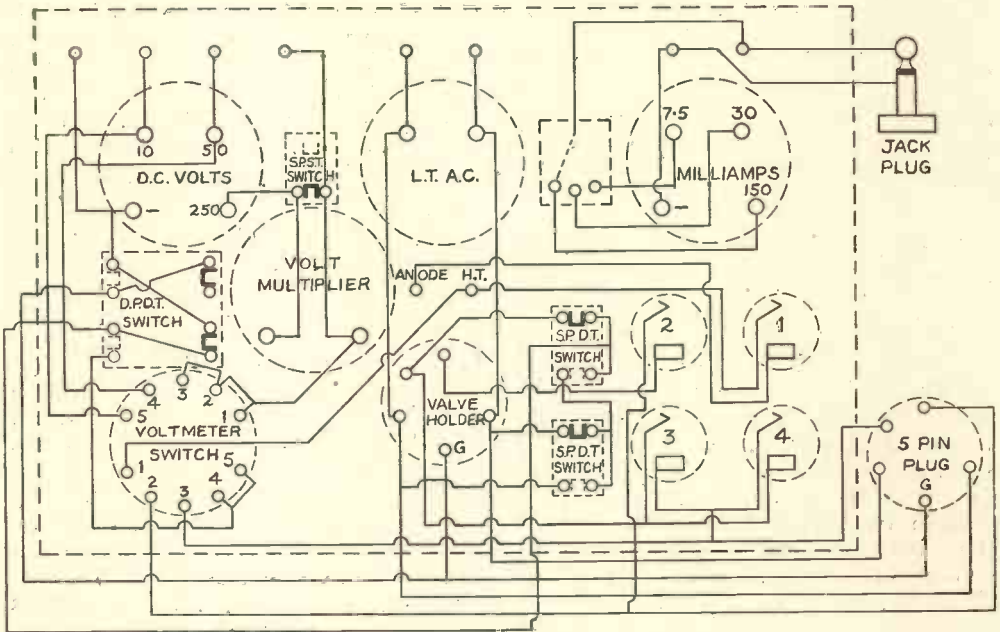 10
50
D.C. VOLTS
- 250
S.P.S.T.
SWITCH
L.T. A.C.
7·5 30
MILLIAMPS
- 150
JACK
PLUG
VOLT
MULTIPLIER
ANODE H.T.
D.P.D.T.
SWITCH
S.P. D.T.
SWITCH
2
1
VALVE
HOLDER
G
S.P.D.T
SWITCH
3
4
4 3 2
5 1
VOLTMETER
SWITCH
1 5
2 3 4
5 PIN
PLUG
G